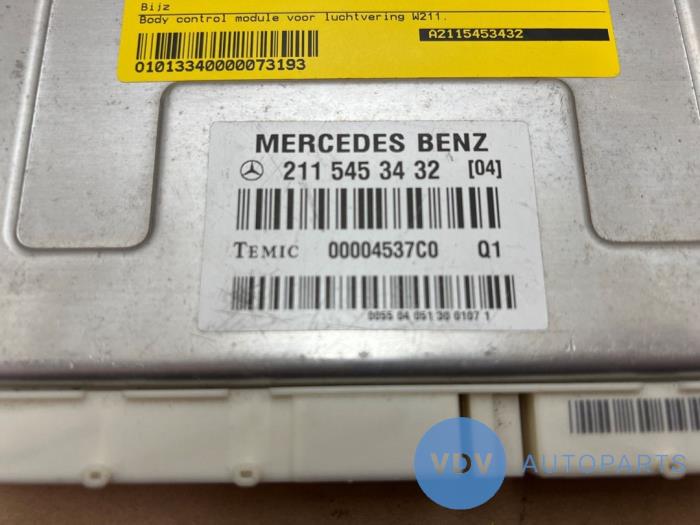 Bijz
Body control module voor luchtvering W211.
A2115453432
01013340000073193
MERCEDES BENZ
211 545 34 32 [04]
TEMIC 00004537C0 Q1
0055 04 051 30 0107 1
VDV AUTOPARTS